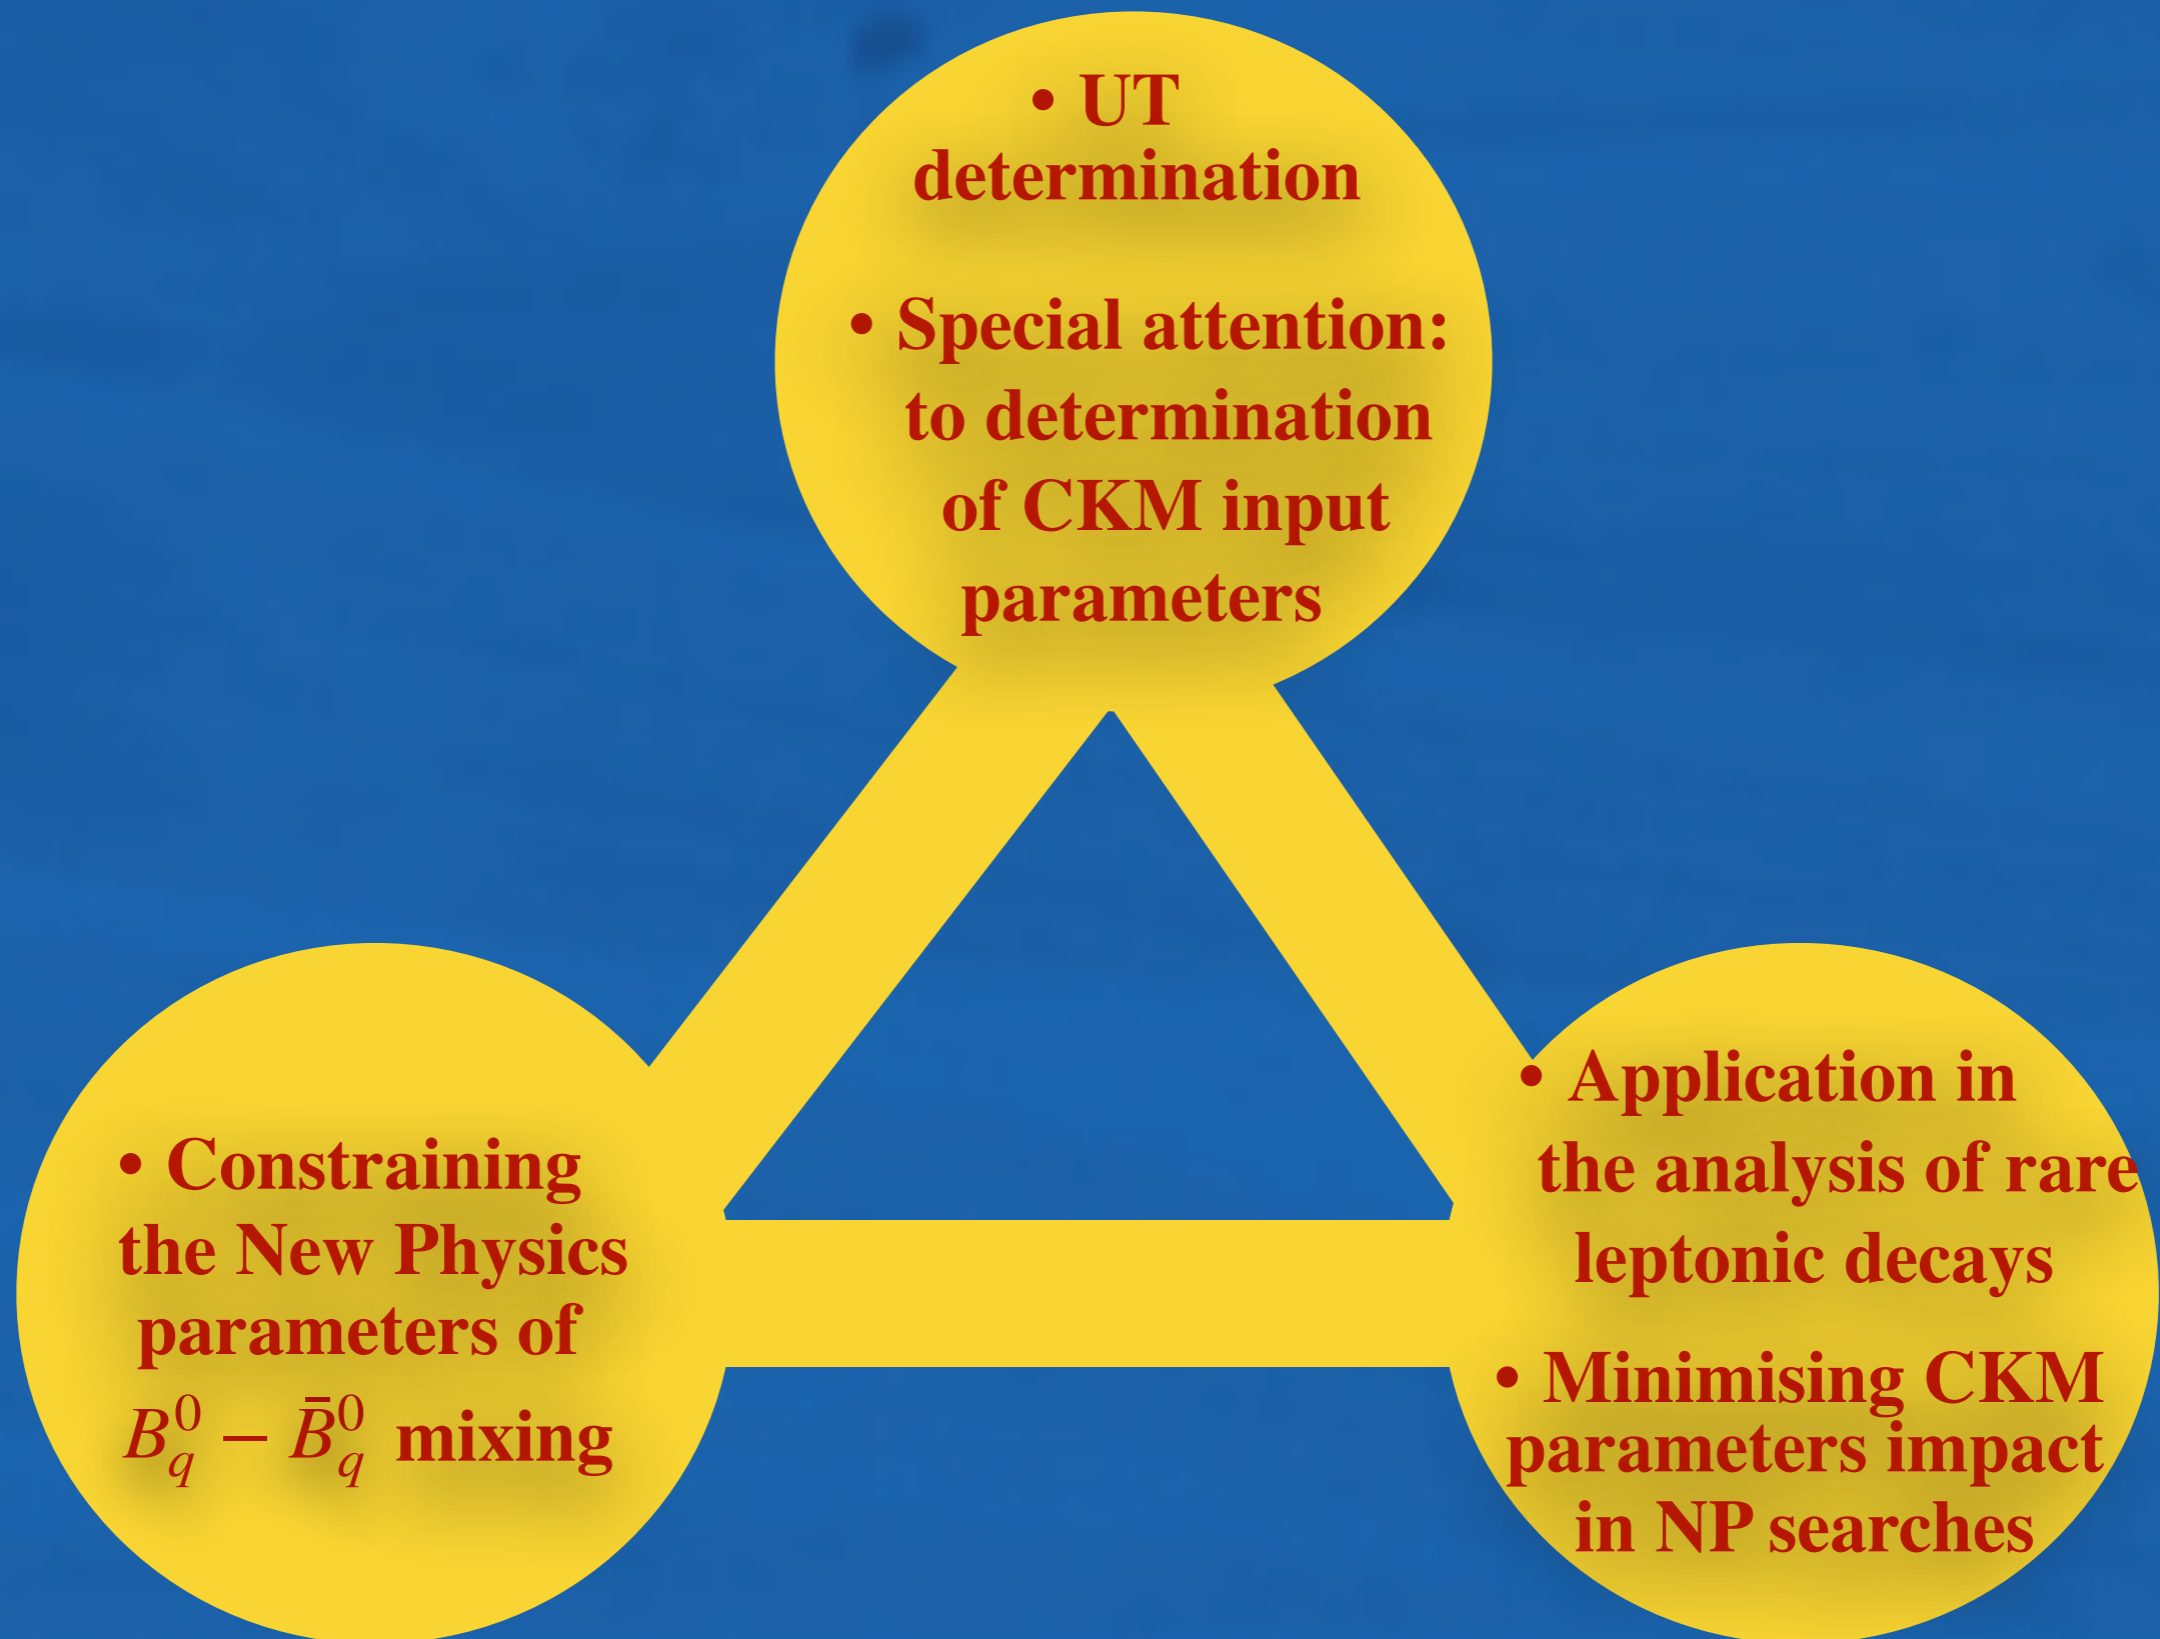 • UT
determination
• Special attention:
to determination
of CKM input
parameters
• Constraining
the New Physics
parameters of
$B_q^0 - \bar{B}_q^0$ mixing
• Application in
the analysis of rare
leptonic decays
• Minimising CKM
parameters impact
in NP searches